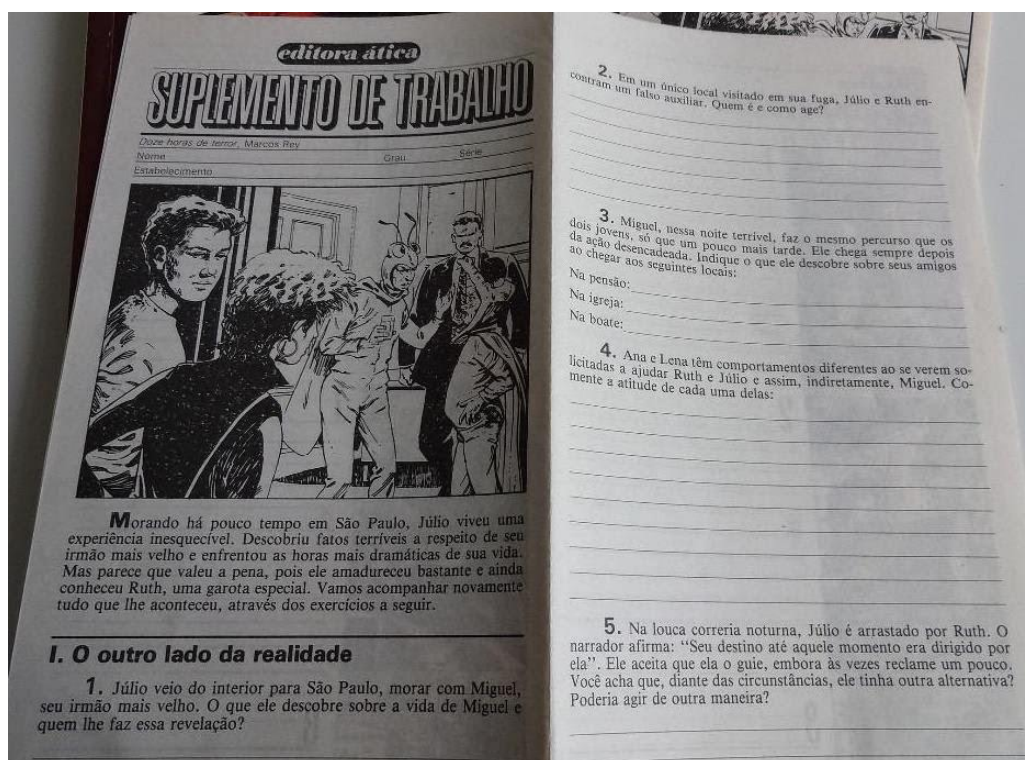 editora ática
SUPLEMENTO DE TRABALHO
Doze horas de terror, Marcos Rey
Nome Grau Série
Estabelecimento
Morando há pouco tempo em São Paulo, Júlio viveu uma
experiência inesquecível. Descobriu fatos terríveis a respeito de seu
irmão mais velho e enfrentou as horas mais dramáticas de sua vida.
Mas parece que valeu a pena, pois ele amadureceu bastante e ainda
conheceu Ruth, uma garota especial. Vamos acompanhar novamente
tudo que lhe aconteceu, através dos exercícios a seguir.
I. O outro lado da realidade
1. Júlio veio do interior para São Paulo, morar com Miguel,
seu irmão mais velho. O que ele descobre sobre a vida de Miguel e
quem lhe faz essa revelação?
2. Em um único local visitado em sua fuga, Júlio e Ruth en-
contram um falso auxiliar. Quem é e como age?
3. Miguel, nessa noite terrível, faz o mesmo percurso que os
dois jovens, só que um pouco mais tarde. Ele chega sempre depois
da ação desencadeada. Indique o que ele descobre sobre seus amigos
ao chegar aos seguintes locais:
Na pensão:
Na igreja:
Na boate:
4. Ana e Lena têm comportamentos diferentes ao se verem so-
licitadas a ajudar Ruth e Júlio e assim, indiretamente, Miguel. Co-
mente a atitude de cada uma delas:
5. Na louca correria noturna, Júlio é arrastado por Ruth. O
narrador afirma: “Seu destino até aquele momento era dirigido por
ela”. Ele aceita que ela o guie, embora às vezes reclame um pouco.
Você acha que, diante das circunstâncias, ele tinha outra alternativa?
Poderia agir de outra maneira?